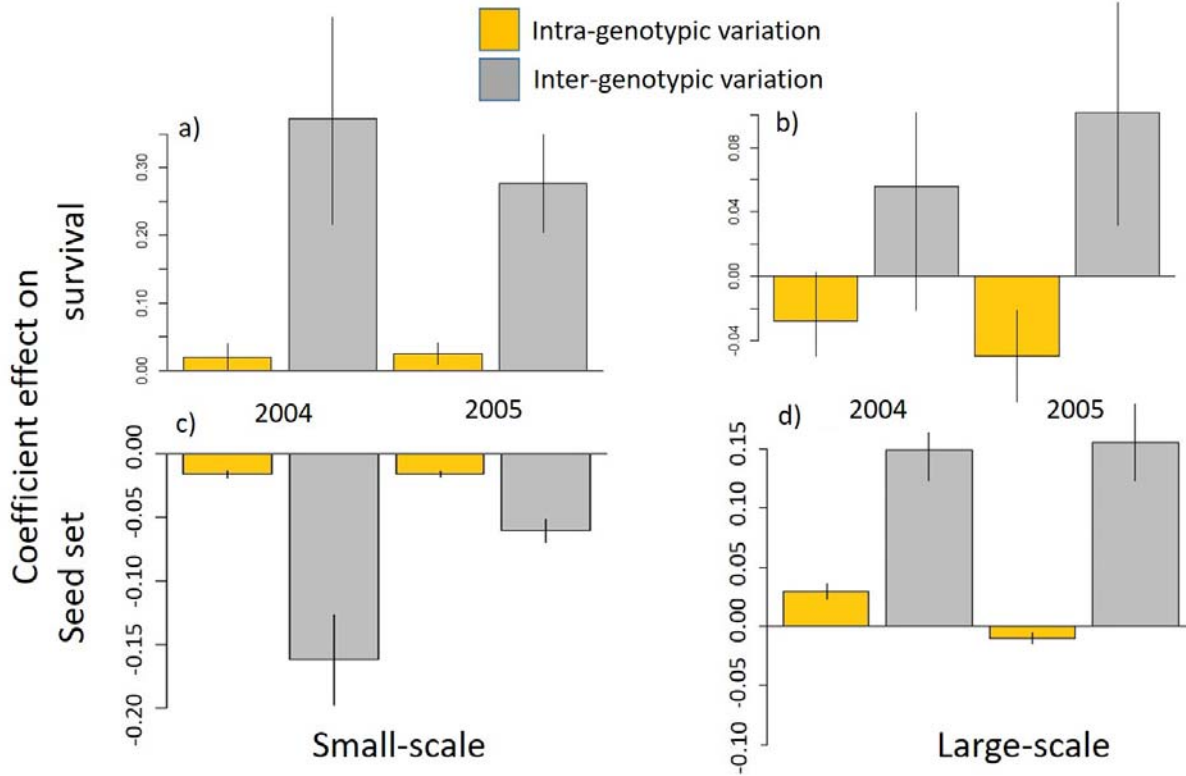 Intra-genotypic variation
Inter-genotypic variation
a)
b)
0.30
0.20
0.10
0.00
0.08
0.04
0.00
-0.04
Coefficient effect on
survival
Seed set
2004
2005
2004
2005
c)
d)
0.00
-0.05
-0.10
-0.15
-0.20
0.15
0.10
0.05
0.00
-0.05
-0.10
Small-scale
Large-scale